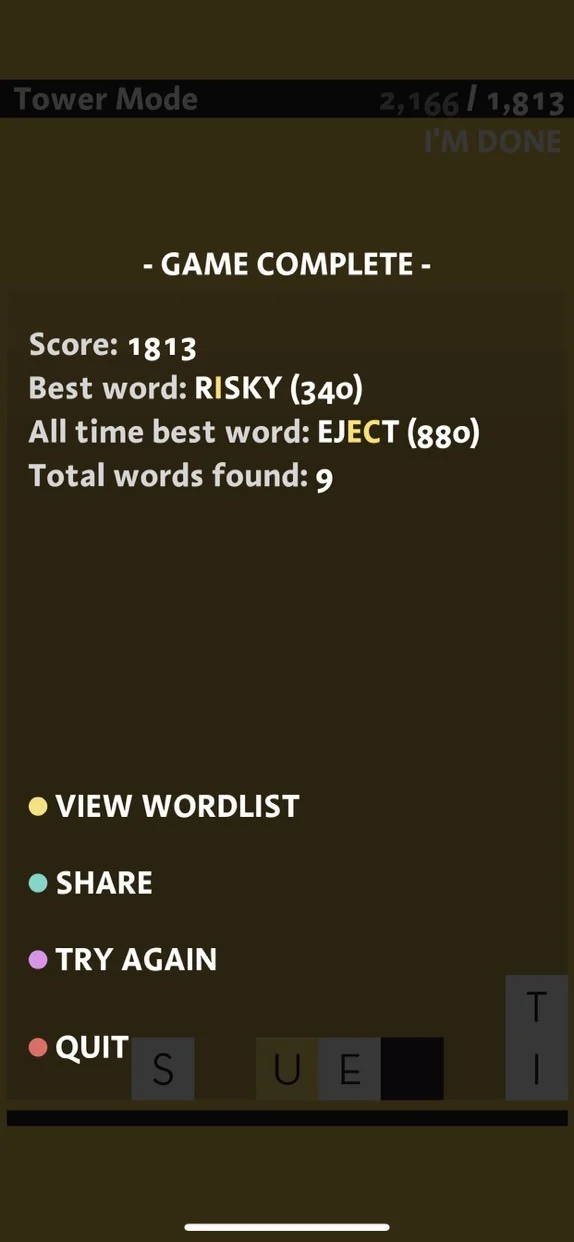 Tower Mode 2,166 / 1,813
I'M DONE
- GAME COMPLETE -
Score: 1813
Best word: RISKY (340)
All time best word: EJECT (880)
Total words found: 9
VIEW WORDLIST
SHARE
TRY AGAIN
T
QUIT
S U E I